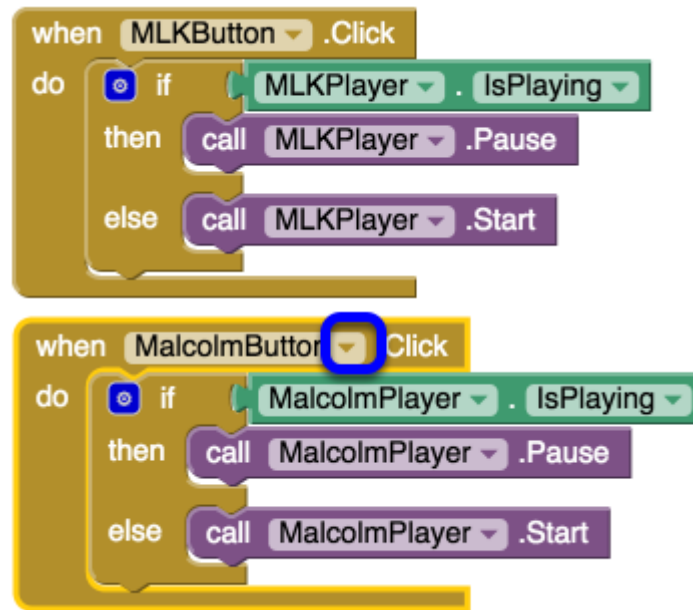 when MLKButton .Click
do if MLKPlayer . IsPlaying
then call MLKPlayer .Pause
else call MLKPlayer .Start
when MalcolmButton Click
do if MalcolmPlayer . IsPlaying
then call MalcolmPlayer .Pause
else call MalcolmPlayer .Start